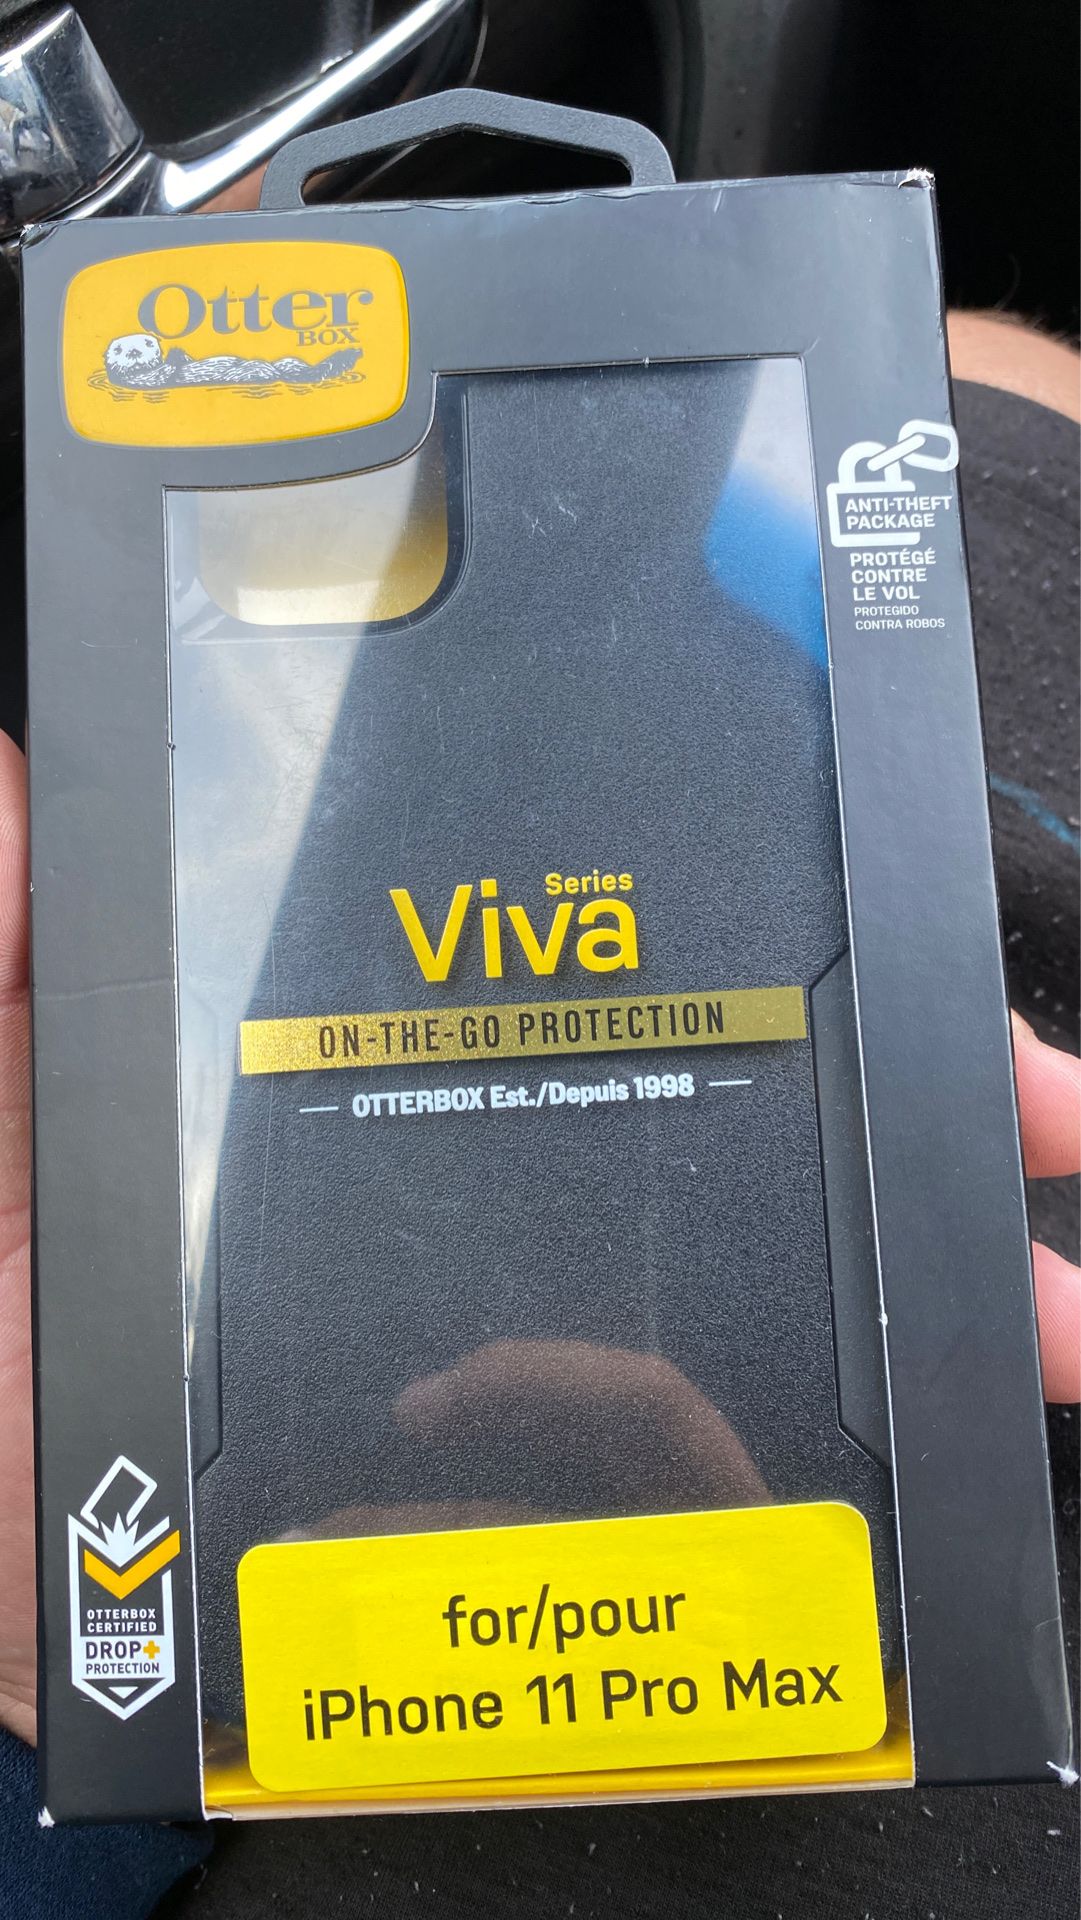 Otter
BOX
ANTI-THEFT
PACKAGE
PROTÉGÉ
CONTRE
LE VOL
PROTEGIDO
CONTRA ROBOS
Series
Viva
ON-THE-GO PROTECTION
OTTERBOX Est./Depuis 1998
OTTERBOX
CERTIFIED
DROP+
PROTECTION
for/pour
iPhone 11 Pro Max